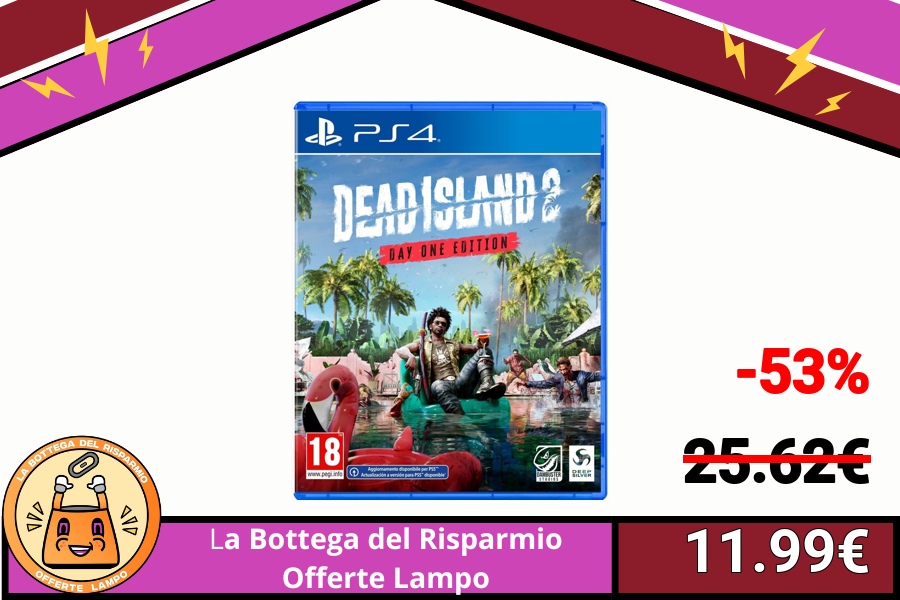 PS4
DEAD ISLAND 2
DAY ONE EDITION
18
www.pegi.info
Aggiornamento disponibile per PS5™
Actualización a versión para PS5™ disponible
DAMBUSTER
STUDIOS
DEEP
SILVER
-53%
25.62€
LA BOTTEGA DEL RISPARMIO
OFFERTE LAMPO
La Bottega del Risparmio
Offerte Lampo
11.99€